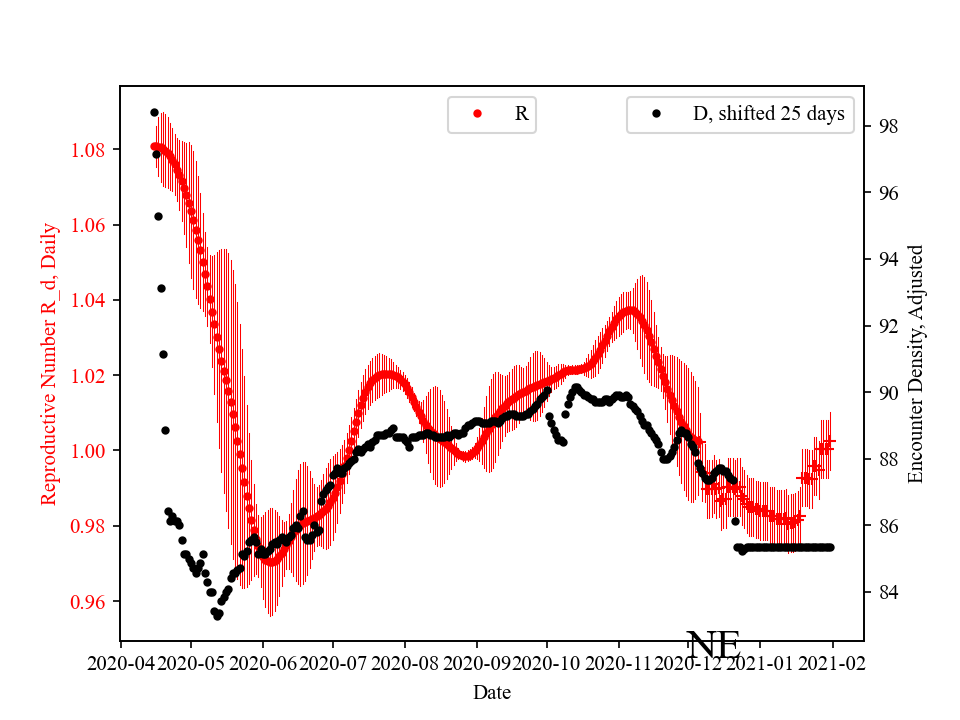 R
D, shifted 25 days
1.08
1.06
1.04
1.02
1.00
0.98
0.96
Reproductive Number R_d, Daily
98
96
94
92
90
88
86
84
Encounter Density, Adjusted
NE
2020-04 2020-05 2020-06 2020-07 2020-08 2020-09 2020-10 2020-11 2020-12 2021-01 2021-02
Date